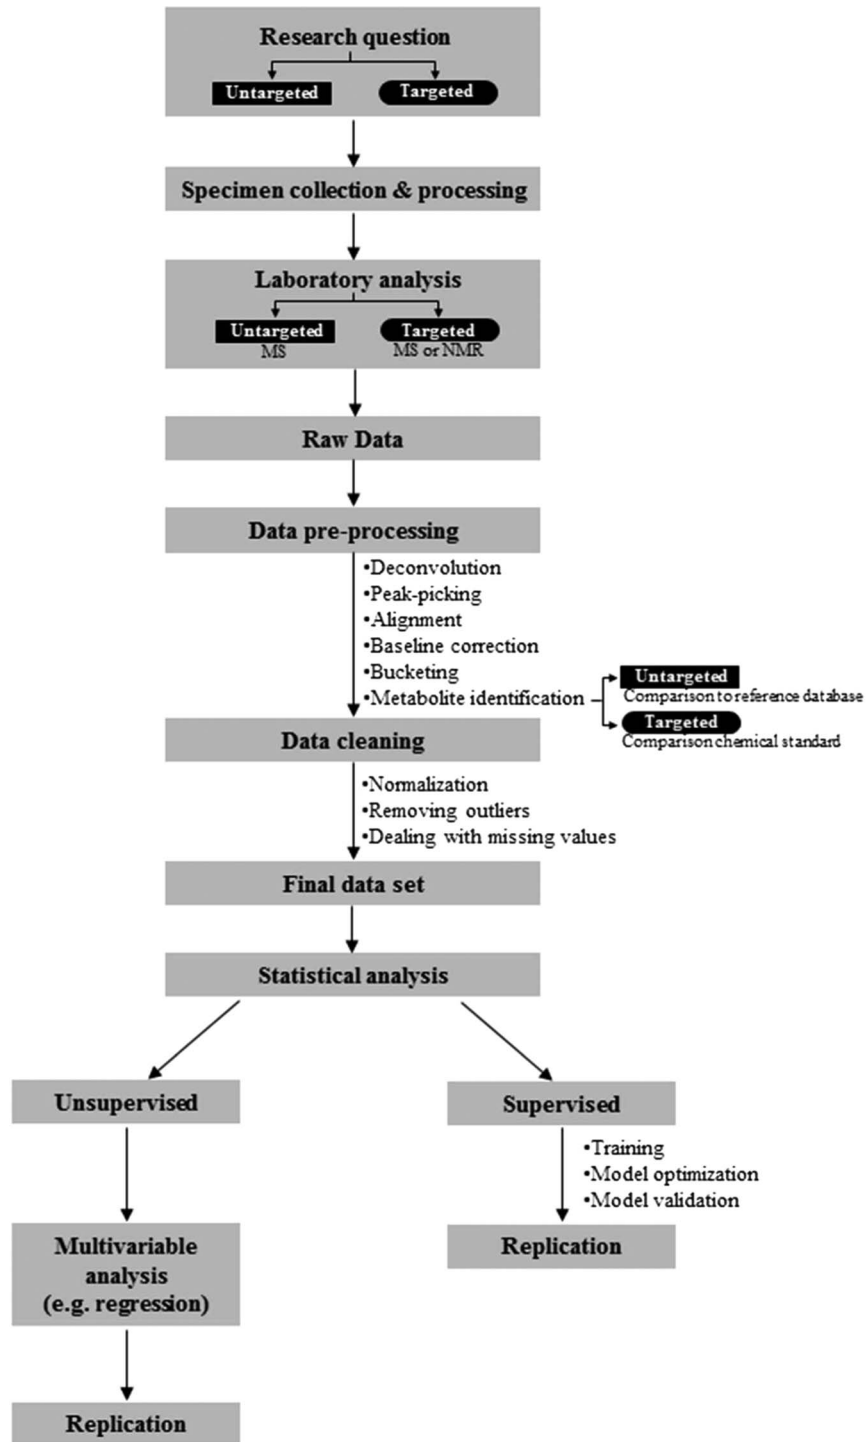 Research question
Untargeted
Targeted
Specimen collection & processing
Laboratory analysis
Untargeted
Targeted
MS
MS or NMR
Raw Data
Data pre-processing
•Deconvolution
•Peak-picking
•Alignment
•Baseline correction
•Bucketing
•Metabolite identification
Untargeted
Comparison to reference database
Targeted
Comparison chemical standard
Data cleaning
•Normalization
•Removing outliers
•Dealing with missing values
Final data set
Statistical analysis
Unsupervised
Supervised
•Training
•Model optimization
•Model validation
Multivariable
analysis
(e.g. regression)
Replication
Replication